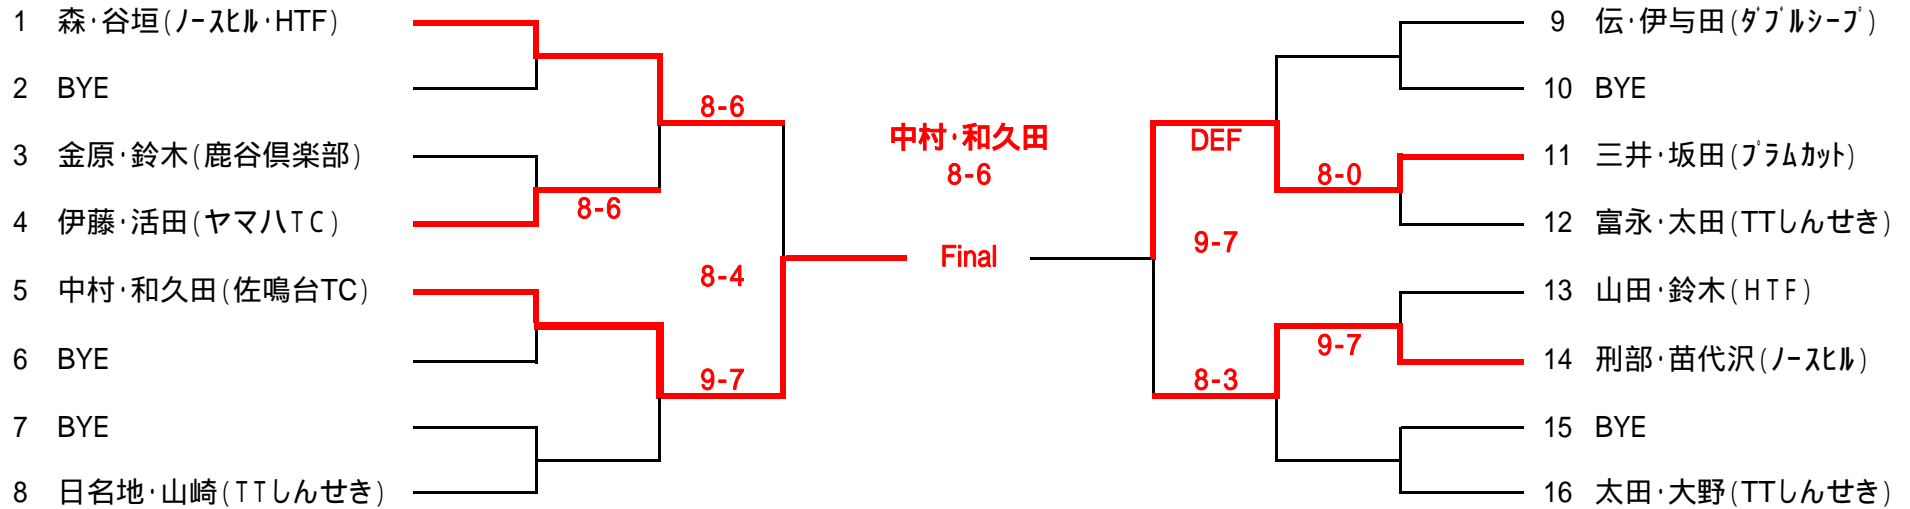 1 森・谷垣(ﾉｰｽﾋﾙ・HTF)
2 BYE
8-6
3 金原・鈴木(鹿谷倶楽部)
8-6
4 伊藤・活田(ヤマハTC)
8-4
5 中村・和久田(佐鳴台TC)
6 BYE
9-7
7 BYE
8 日名地・山崎(TTしんせき)
中村・和久田
8-6
Final
9 伝・伊与田(ﾀﾞﾌﾞﾙｼｰﾌﾟ)
10 BYE
DEF
11 三井・坂田(ﾌﾟﾗﾑｶｯﾄ)
8-0
12 富永・太田(TTしんせき)
9-7
13 山田・鈴木(HTF)
9-7
14 刑部・苗代沢(ﾉｰｽﾋﾙ)
8-3
15 BYE
16 太田・大野(TTしんせき)